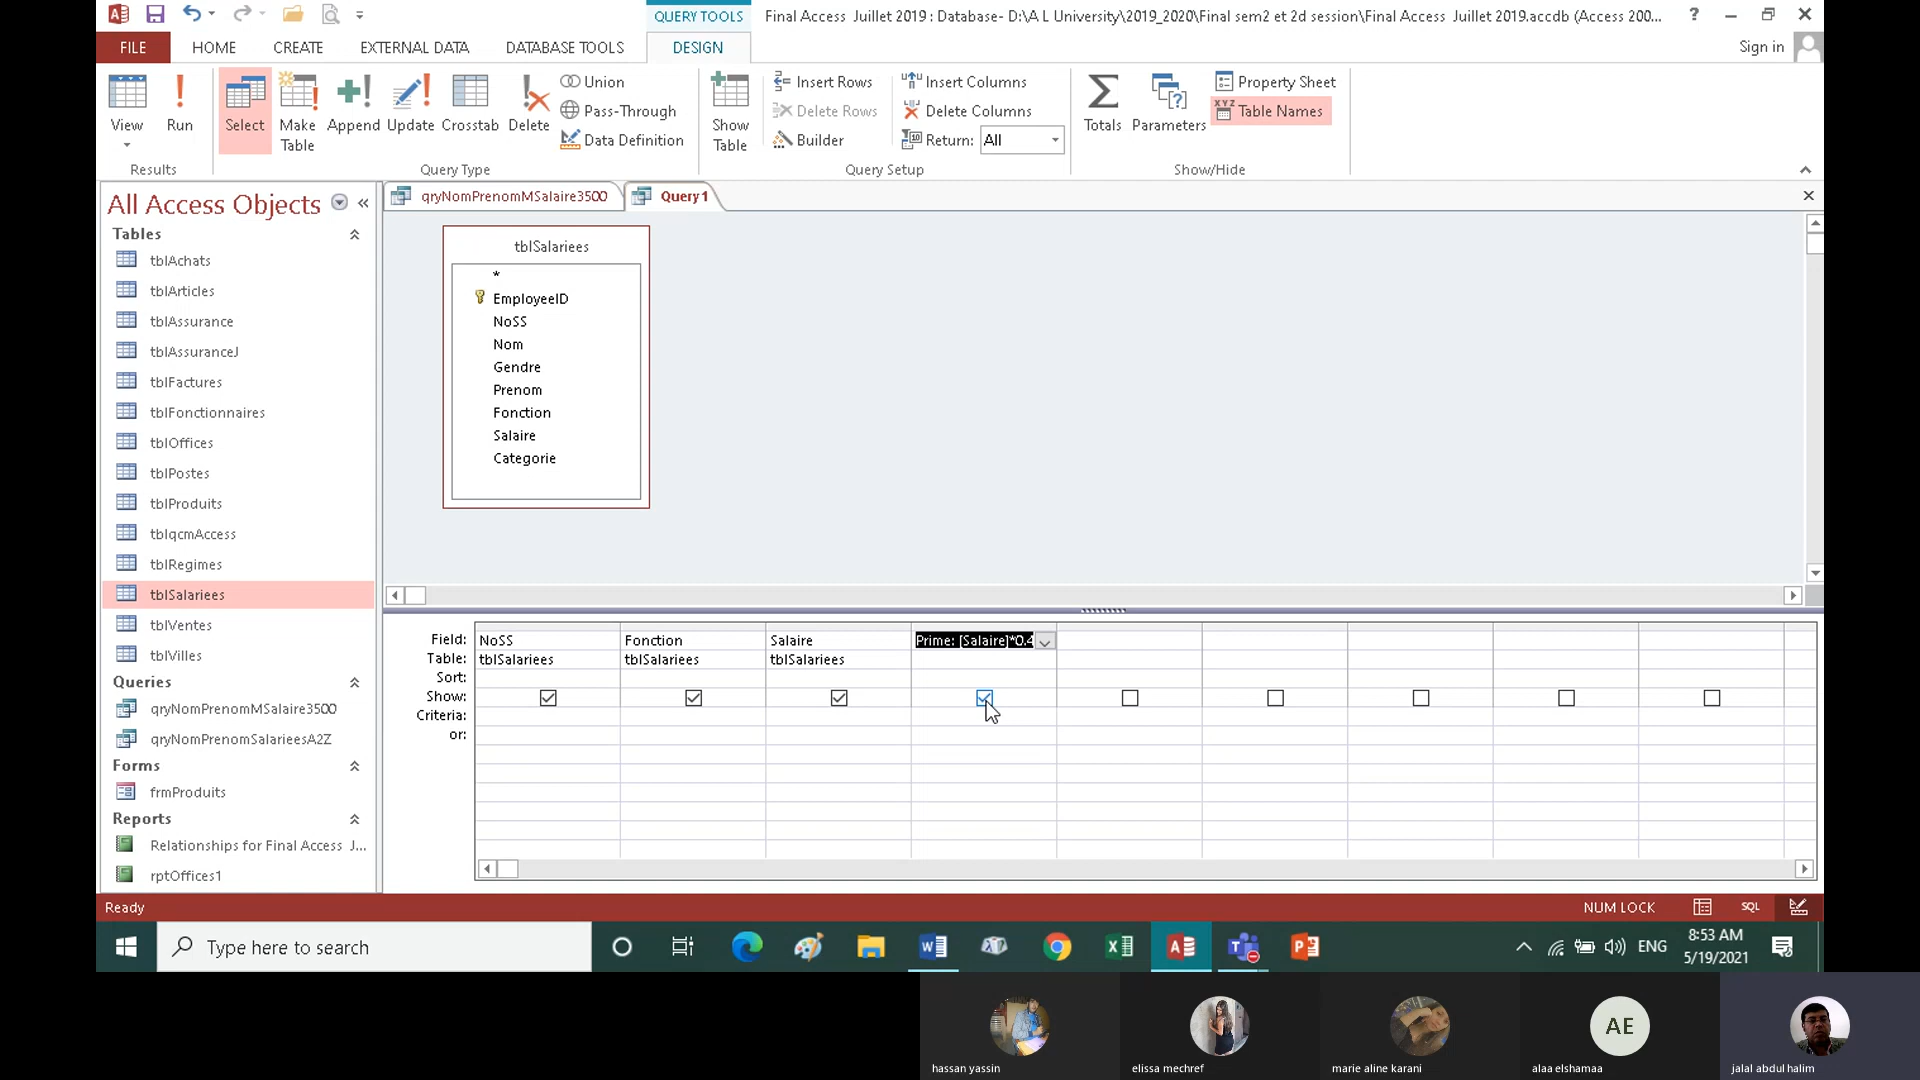 QUERY TOOLS
Final Access Juillet 2019 : Database- D:\A L University\2019_2020\Final sem2 et 2d session\Final Access Juillet 2019.accdb (Access 200...
?
FILE HOME CREATE EXTERNAL DATA DATABASE TOOLS DESIGN
Sign in
View Run Select Make Table Append Update Crosstab Delete
Union
Pass-Through
Data Definition
Show Table
Insert Rows
Delete Rows
Builder
Insert Columns
Delete Columns
Return: All
Totals Parameters
Property Sheet
XYZ Table Names
Results Query Type Query Setup Show/Hide
All Access Objects
qryNomPrenomMSalaire3500 Query1
Tables
tblAchats
tblArticles
tblAssurance
tblAssuranceJ
tblFactures
tblFonctionnaires
tblOffices
tblPostes
tblProduits
tblqcmAccess
tblRegimes
tblSalariees
tblVentes
tblVilles
Queries
qryNomPrenomMSalaire3500
qryNomPrenomSalarieesA2Z
Forms
frmProduits
Reports
Relationships for Final Access J...
rptOffices1
tblSalariees
*
EmployeeID
NoSS
Nom
Gendre
Prenom
Fonction
Salaire
Categorie
Field: NoSS Fonction Salaire Prime: [Salaire]*0.4
Table: tblSalariees tblSalariees tblSalariees
Sort:
Show:
Criteria:
or:
Ready
NUM LOCK SQL
Type here to search
ENG
8:53 AM
5/19/2021
AE
hassan yassin elissa mechref marie aline karani alaa elshamaa jalal abdul halim